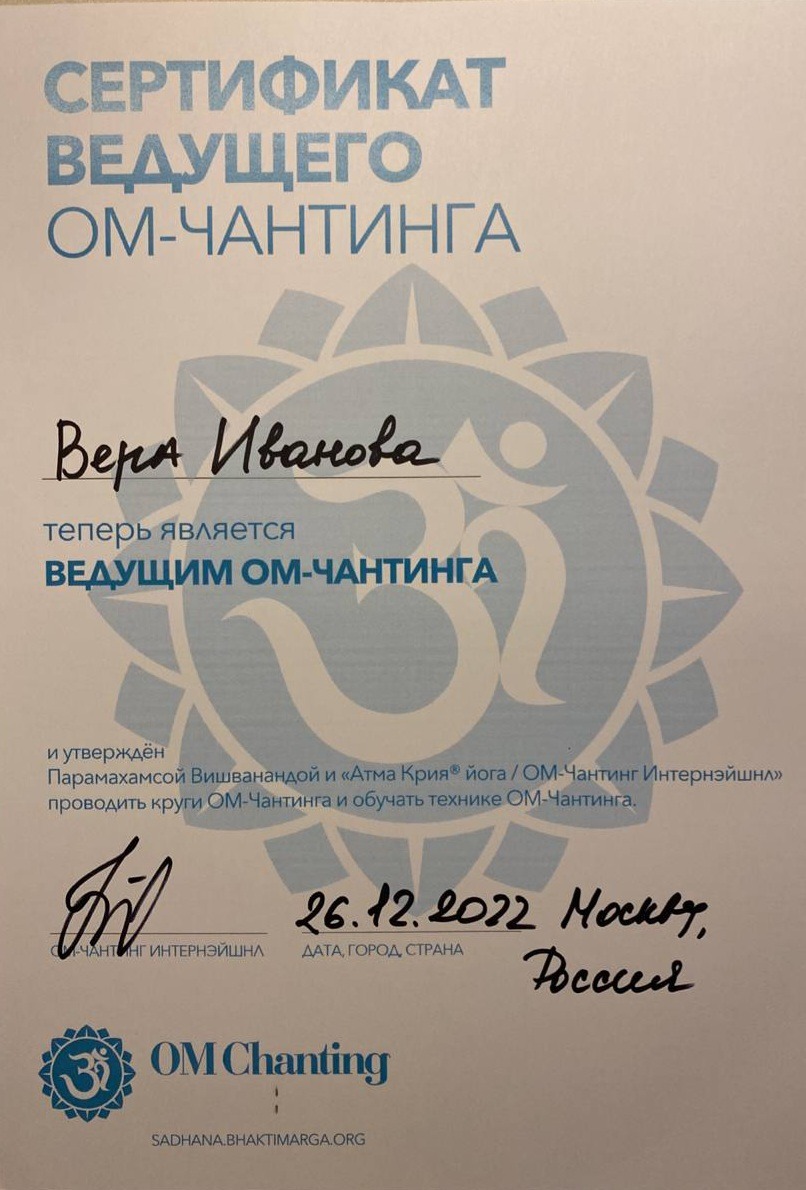 СЕРТИФИКАТ
ВЕДУЩЕГО
ОМ-ЧАНТИНГА
Вера Иванова
теперь является
ВЕДУЩИМ ОМ-ЧАНТИНГА
и утверждён
Парамахамсой Вишванандой и «Атма Крия® йога / ОМ-Чантинг Интернэйшнл»
проводить круги ОМ-Чантинга и обучать технике ОМ-Чантинга.
26.12.2022 Москва,
ОМ-ЧАНТИНГ ИНТЕРНЭЙШНЛ ДАТА, ГОРОД, СТРАНА
Россия
OM Chanting
SADHANA.BHAKTIMARGA.ORG